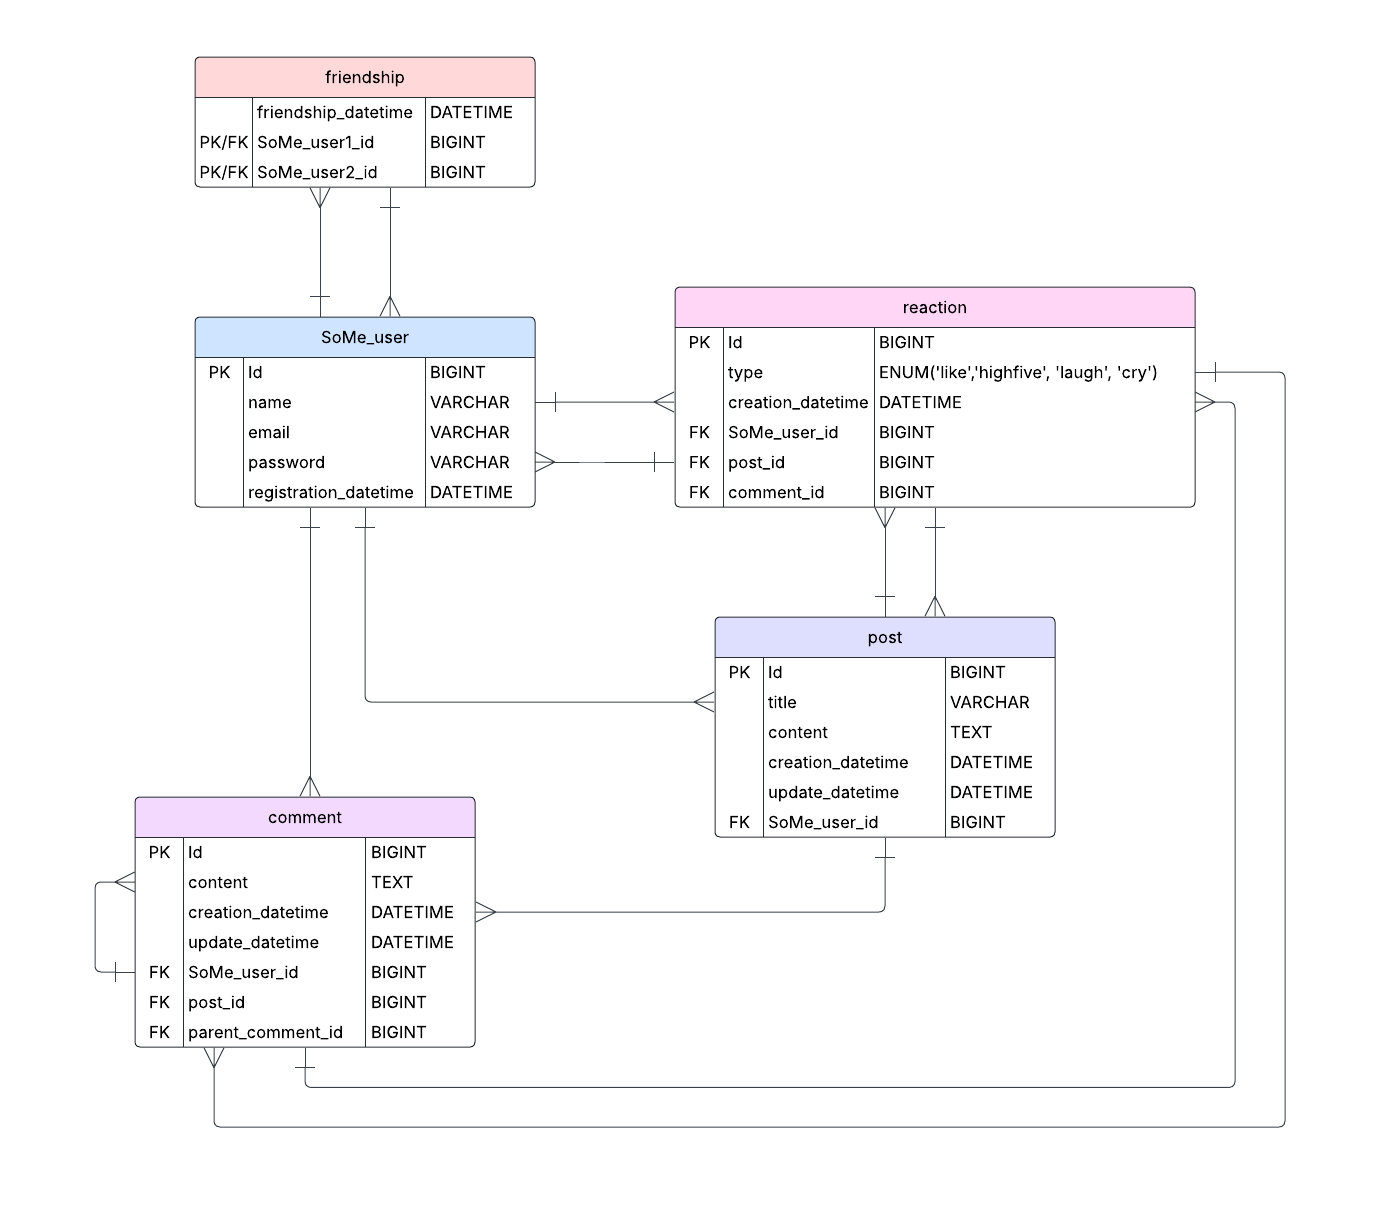 friendship
friendship_datetime DATETIME
PK/FK SoMe_user1_id BIGINT
PK/FK SoMe_user2_id BIGINT
SoMe_user
PK Id BIGINT
name VARCHAR
email VARCHAR
password VARCHAR
registration_datetime DATETIME
reaction
PK Id BIGINT
type ENUM('like','highfive', 'laugh', 'cry')
creation_datetime DATETIME
FK SoMe_user_id BIGINT
FK post_id BIGINT
FK comment_id BIGINT
post
PK Id BIGINT
title VARCHAR
content TEXT
creation_datetime DATETIME
update_datetime DATETIME
FK SoMe_user_id BIGINT
comment
PK Id BIGINT
content TEXT
creation_datetime DATETIME
update_datetime DATETIME
FK SoMe_user_id BIGINT
FK post_id BIGINT
FK parent_comment_id BIGINT